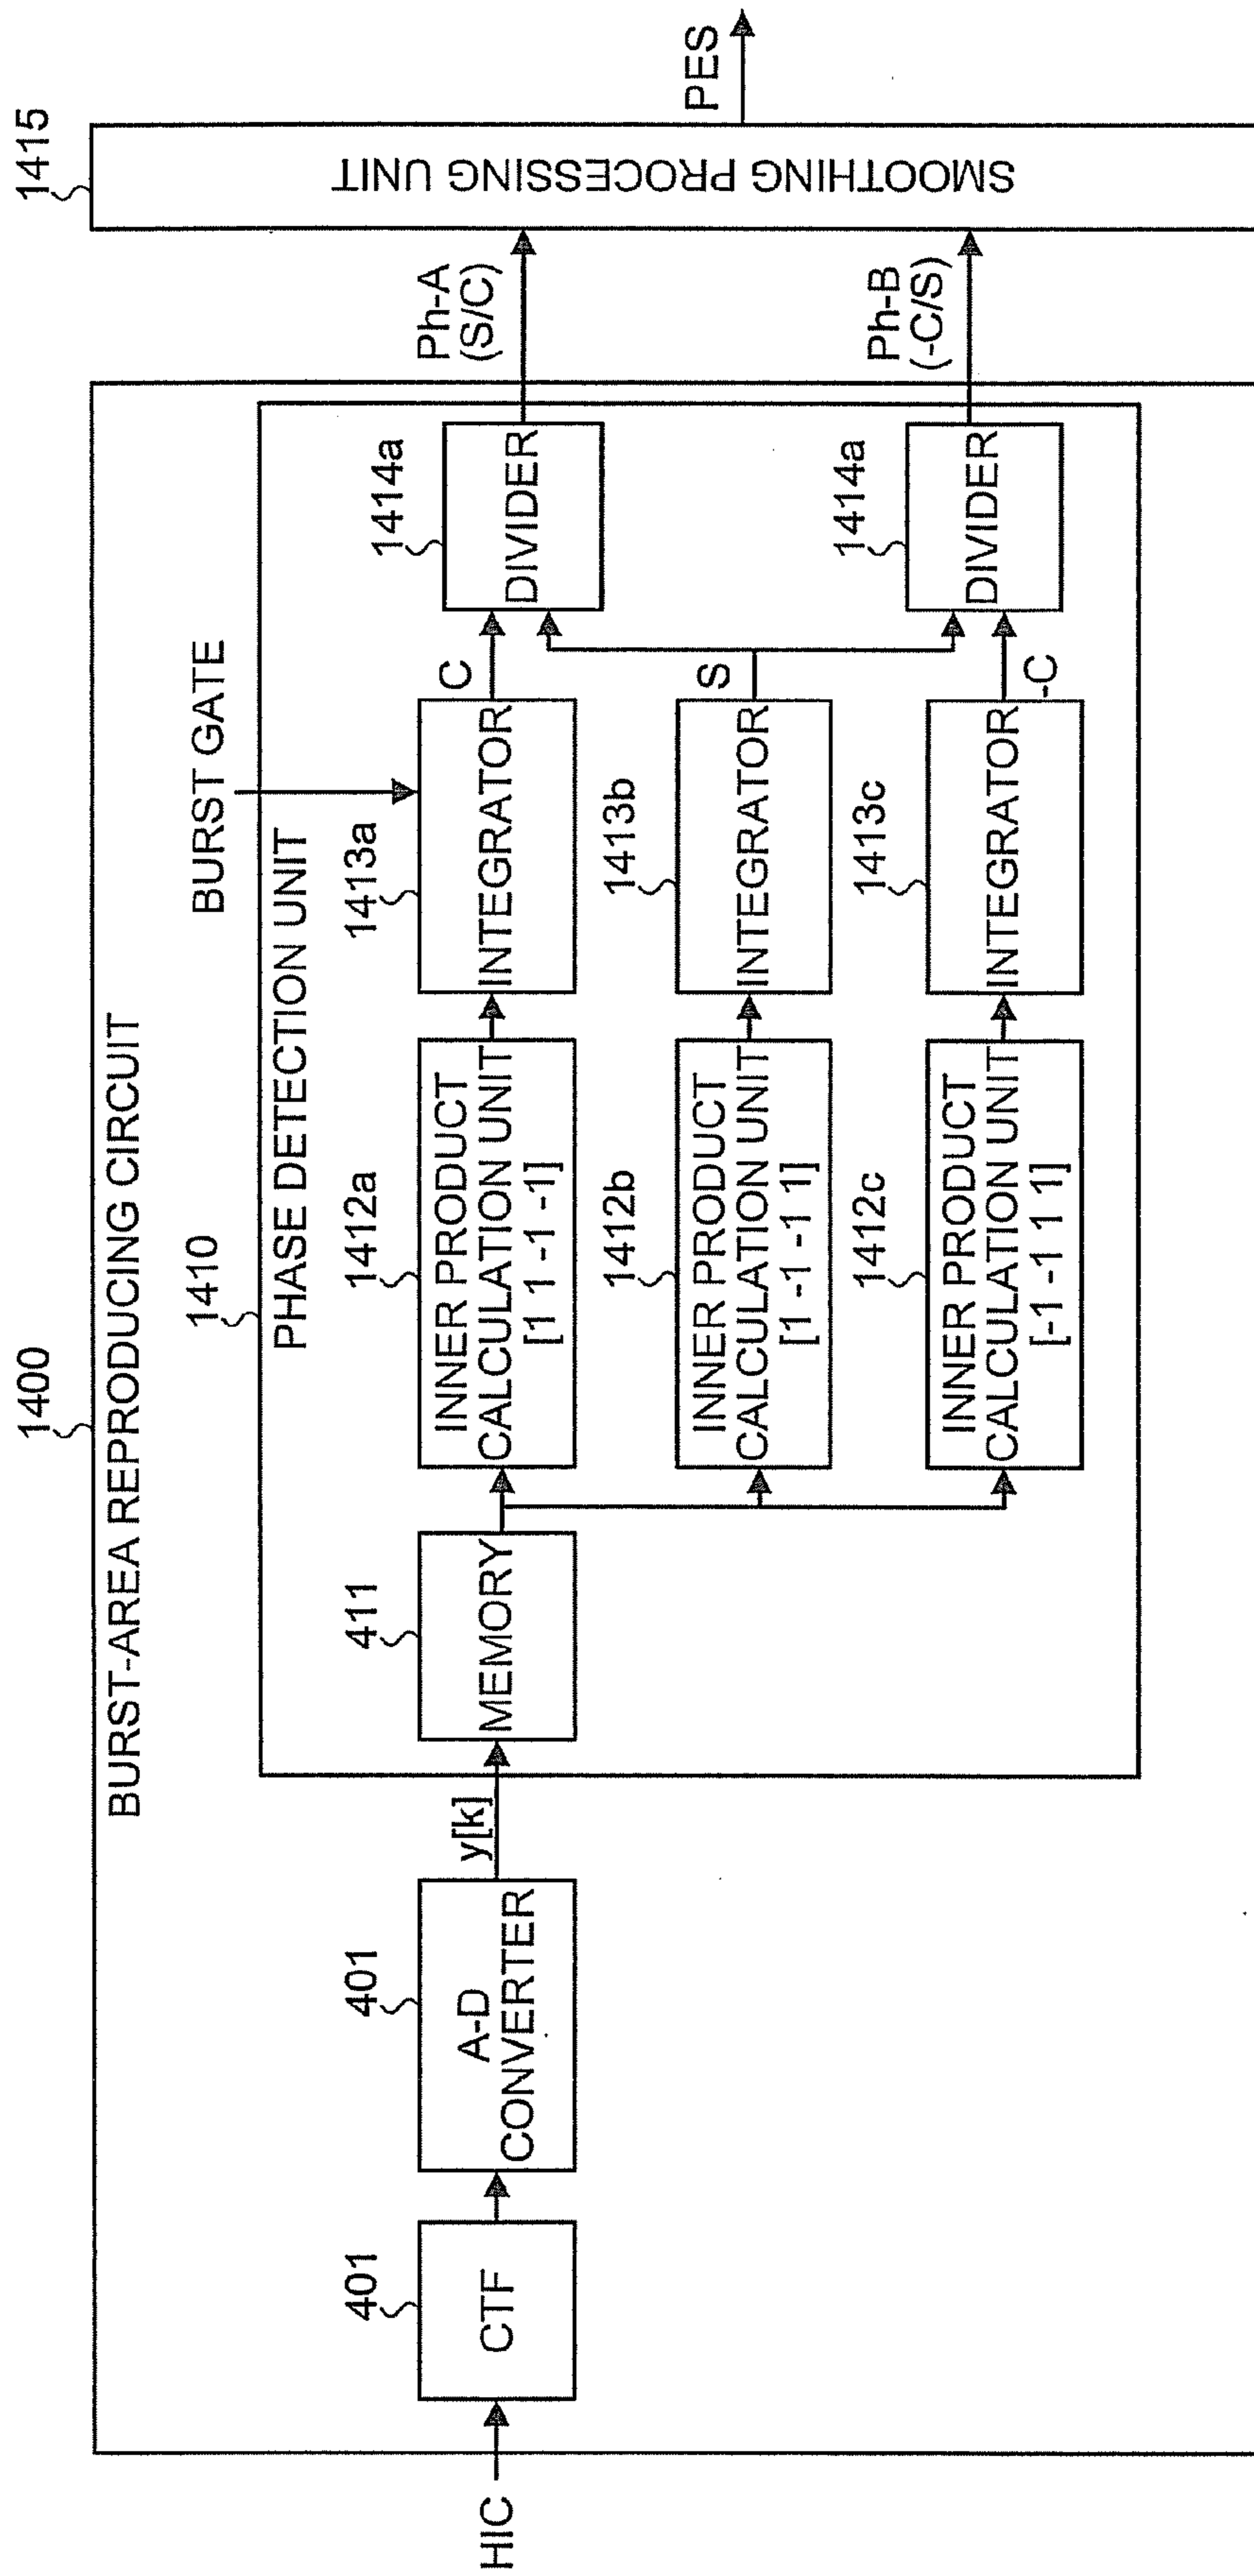 1400
BURST-AREA REPRODUCING CIRCUIT
1410
PHASE DETECTION UNIT
BURST GATE
HIC
401
CTF
401
A-D
CONVERTER
y[k]
411
MEMORY
1412a
INNER PRODUCT
CALCULATION UNIT
[1 1 -1 -1]
1413a
INTEGRATOR
C
1414a
DIVIDER
Ph-A
(S/C)
1412b
INNER PRODUCT
CALCULATION UNIT
[1 -1 -1 1]
1413b
INTEGRATOR
S
1412c
INNER PRODUCT
CALCULATION UNIT
[-1 -1 1 1]
1413c
INTEGRATOR
-C
1414a
DIVIDER
Ph-B
(-C/S)
1415
SMOOTHING PROCESSING UNIT
PES